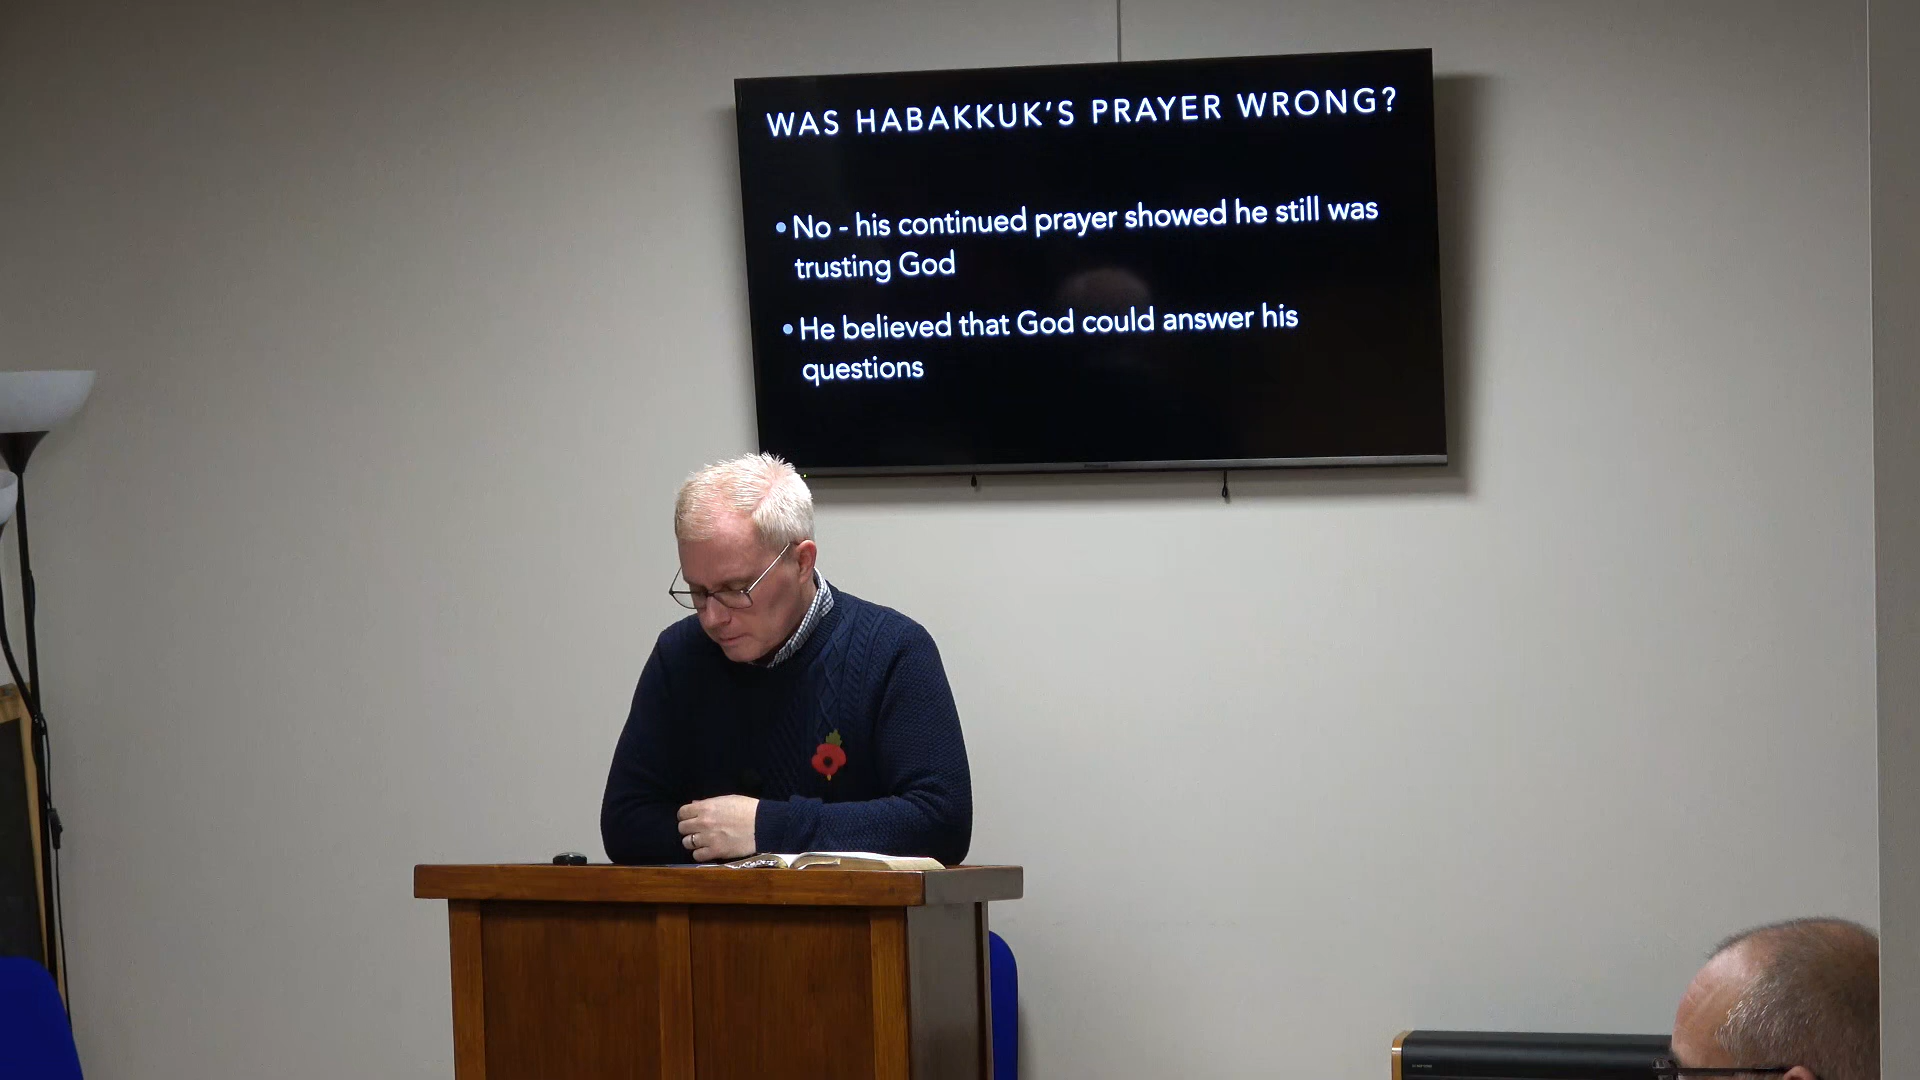 WAS HABAKKUK'S PRAYER WRONG?
• No - his continued prayer showed he still was
trusting God
• He believed that God could answer his
questions